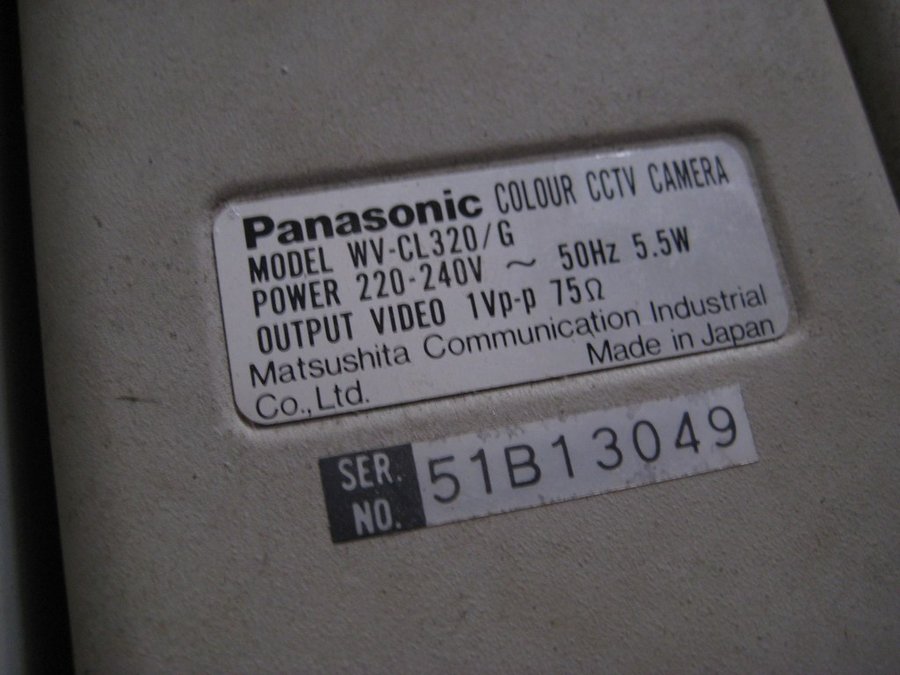 Panasonic COLOUR CCTV CAMERA
MODEL WV-CL320/G
POWER 220-240V ~ 50Hz 5.5W
OUTPUT VIDEO 1Vp-p 75Ω
Matsushita Communication Industrial
Co.,Ltd. Made in Japan
SER. NO. 51B13049